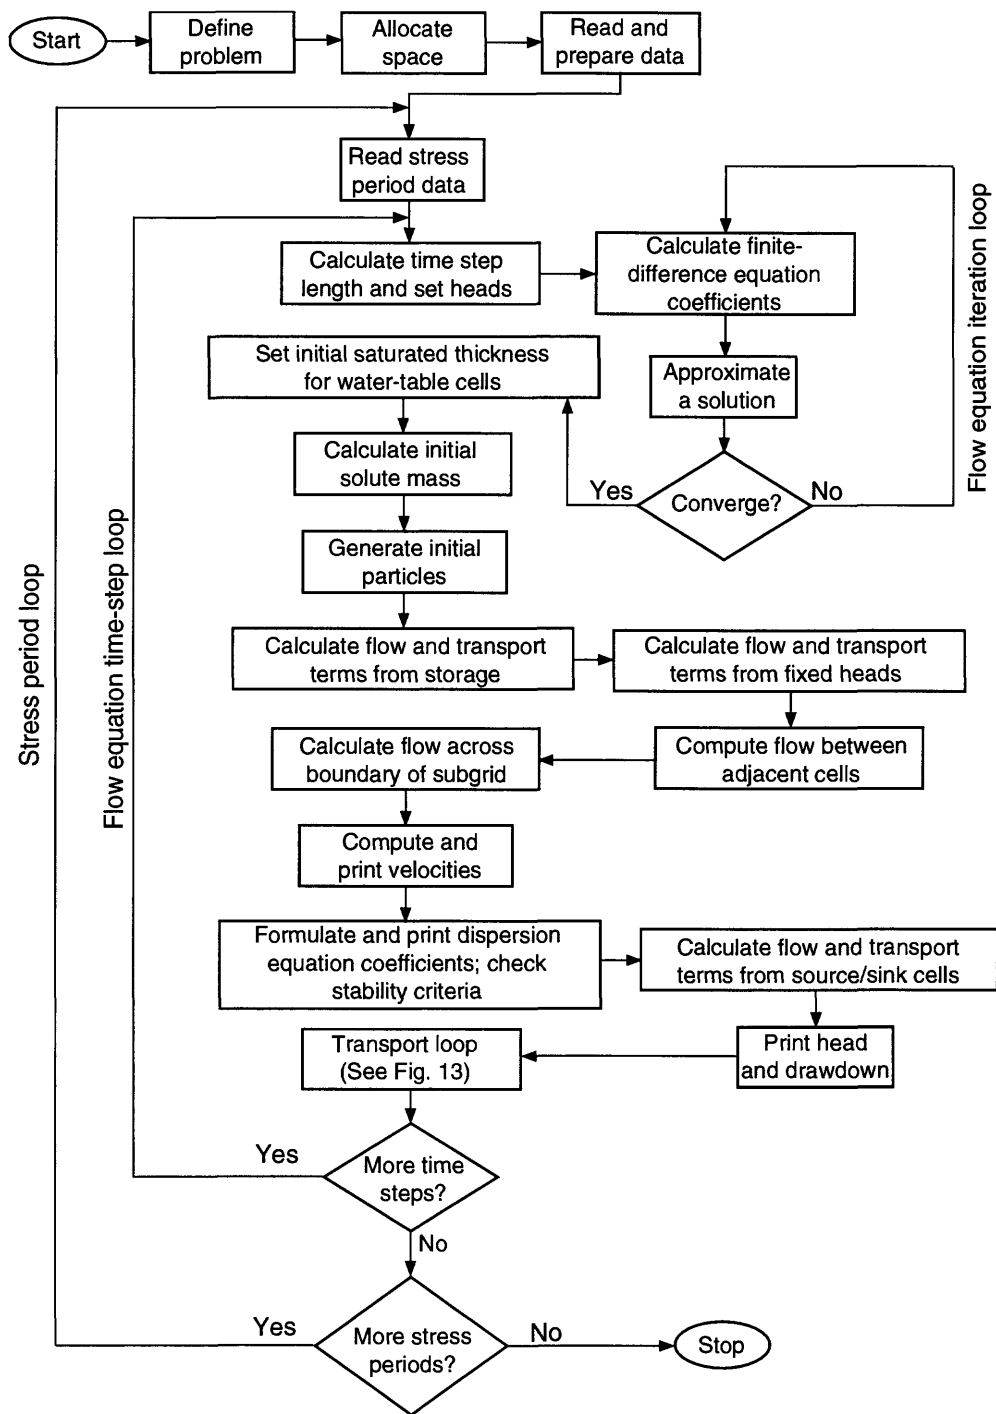 Start
Define
problem
Allocate
space
Read and
prepare data
Read stress
period data
Calculate time step
length and set heads
Calculate finite-
difference equation
coefficients
Flow equation iteration loop
Set initial saturated thickness
for water-table cells
Approximate
a solution
Converge?
Yes
No
Calculate initial
solute mass
Generate initial
particles
Calculate flow and transport
terms from storage
Calculate flow and transport
terms from fixed heads
Compute flow between
adjacent cells
Calculate flow across
boundary of subgrid
Compute and
print velocities
Formulate and print dispersion
equation coefficients; check
stability criteria
Calculate flow and transport
terms from source/sink cells
Print head
and drawdown
Transport loop
(See Fig. 13)
More time
steps?
Yes
No
Flow equation time-step loop
More stress
periods?
Yes
No
Stress period loop
Stop